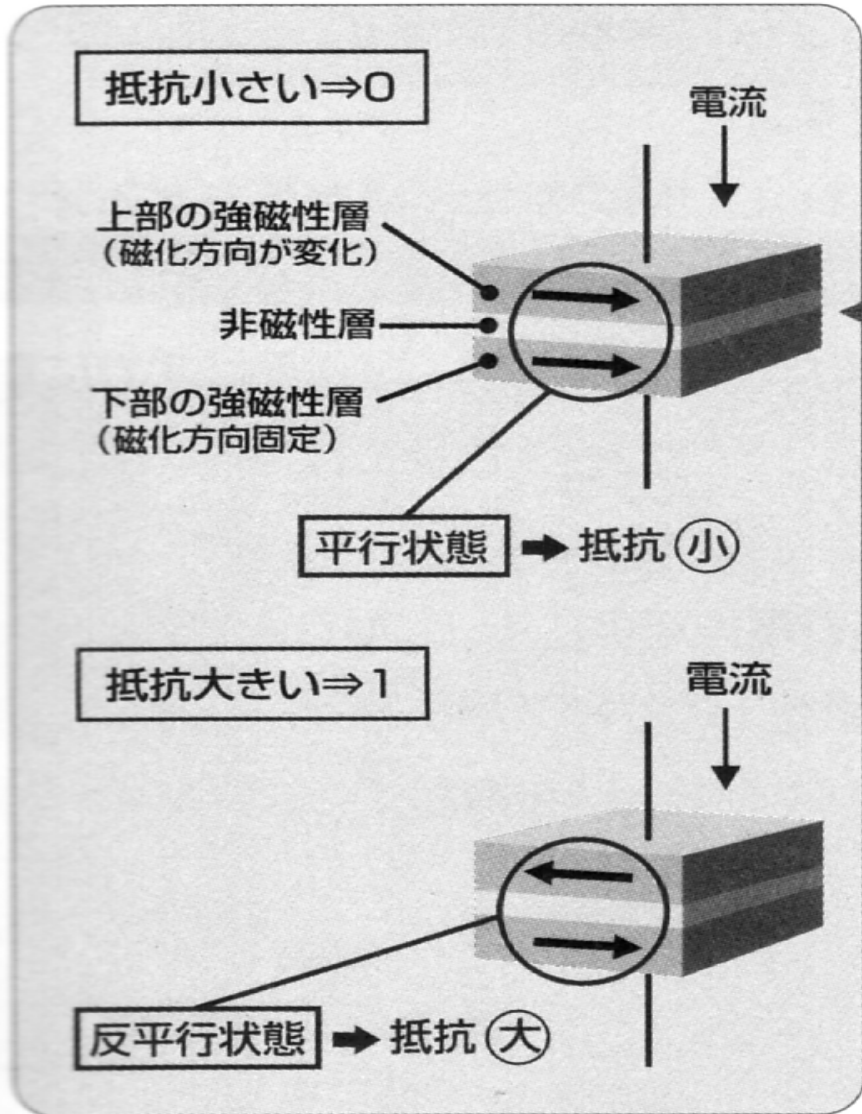 抵抗小さい⇒0
電流
上部の強磁性層
（磁化方向が変化）
非磁性層
下部の強磁性層
（磁化方向固定）
平行状態 ➡ 抵抗 小
抵抗大きい⇒1
電流
反平行状態 ➡ 抵抗 大